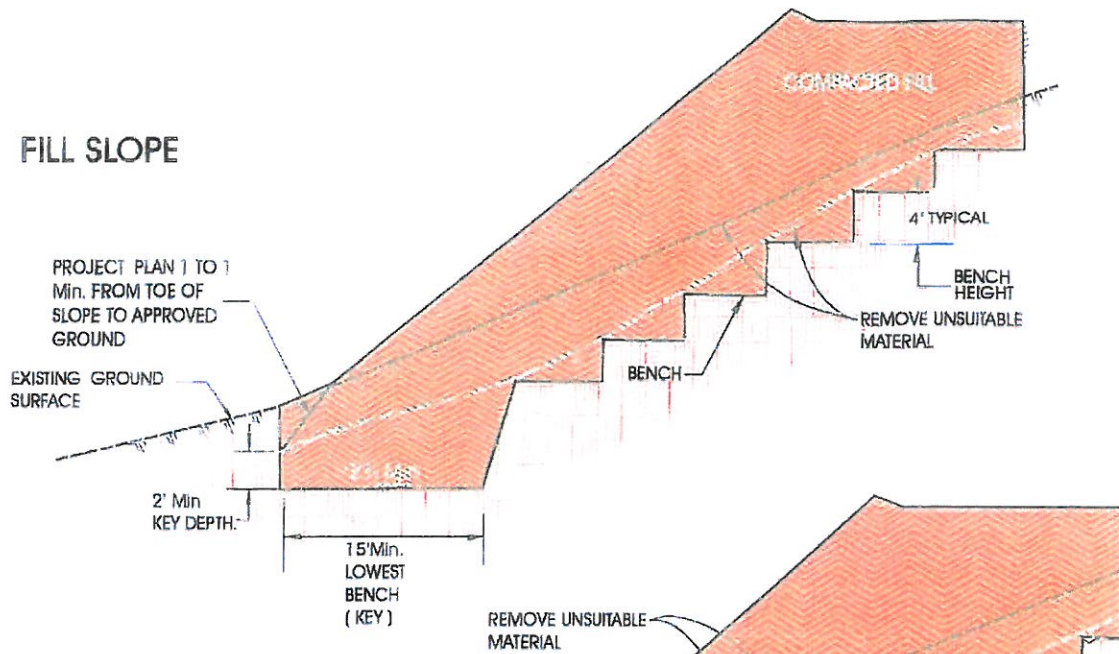 COMPACTED FILL
FILL SLOPE
4' TYPICAL
PROJECT PLAN 1 TO 1
Min. FROM TOE OF
SLOPE TO APPROVED
GROUND
BENCH
HEIGHT
REMOVE UNSUITABLE
MATERIAL
BENCH
EXISTING GROUND
SURFACE
2' Min
KEY DEPTH.
15'Min.
LOWEST
BENCH
( KEY )
REMOVE UNSUITABLE
MATERIAL